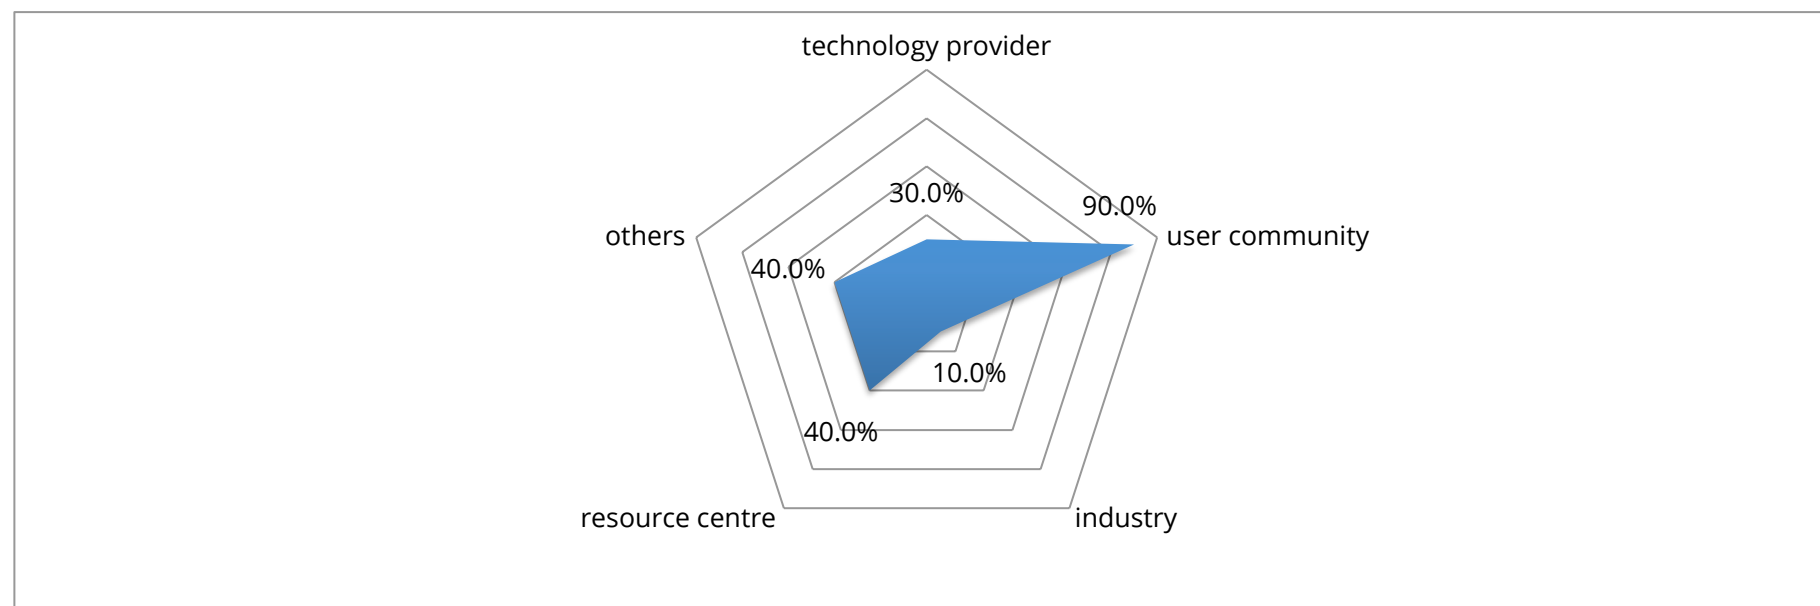 technology provider
30.0%
90.0%
others
user community
40.0%
10.0%
40.0%
resource centre
industry